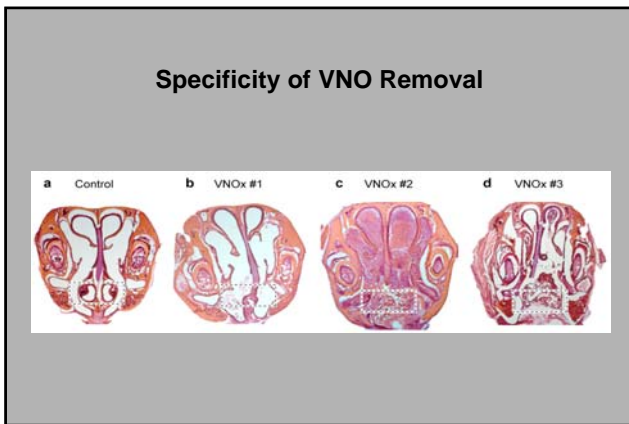 Specificity of VNO Removal
a Control b VNOx #1 c VNOx #2 d VNOx #3